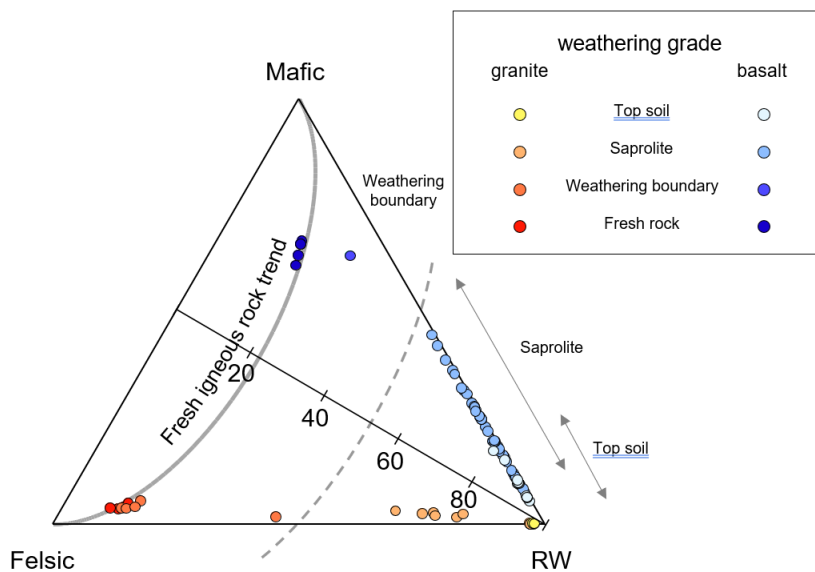 weathering grade
granite basalt
Top soil
Saprolite
Weathering boundary
Fresh rock
Mafic
Weathering
boundary
Fresh igneous rock trend
20
40
60
80
Saprolite
Top soil
Felsic
RW